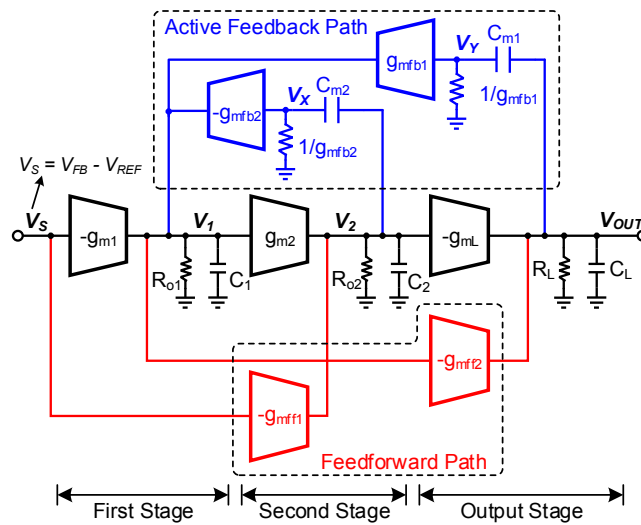 Active Feedback Path
V_Y
C_m1
g_mfb1
V_X
C_m2
1/g_mfb1
-g_mfb2
1/g_mfb2
V_S = V_FB - V_REF
V_S
-g_m1
V_1
g_m2
V_2
-g_mL
V_OUT
R_o1
C_1
R_o2
C_2
R_L
C_L
-g_mff2
-g_mff1
Feedforward Path
First Stage
Second Stage
Output Stage